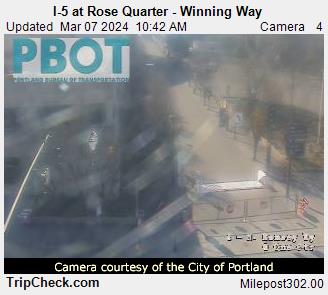 I-5 at Rose Quarter - Winning Way
Updated Mar 07 2024 10:42 AM Camera 4
PBOT
PORTLAND BUREAU OF TRANSPORTATION
Camera courtesy of the City of Portland
TripCheck.com Milepost302.00